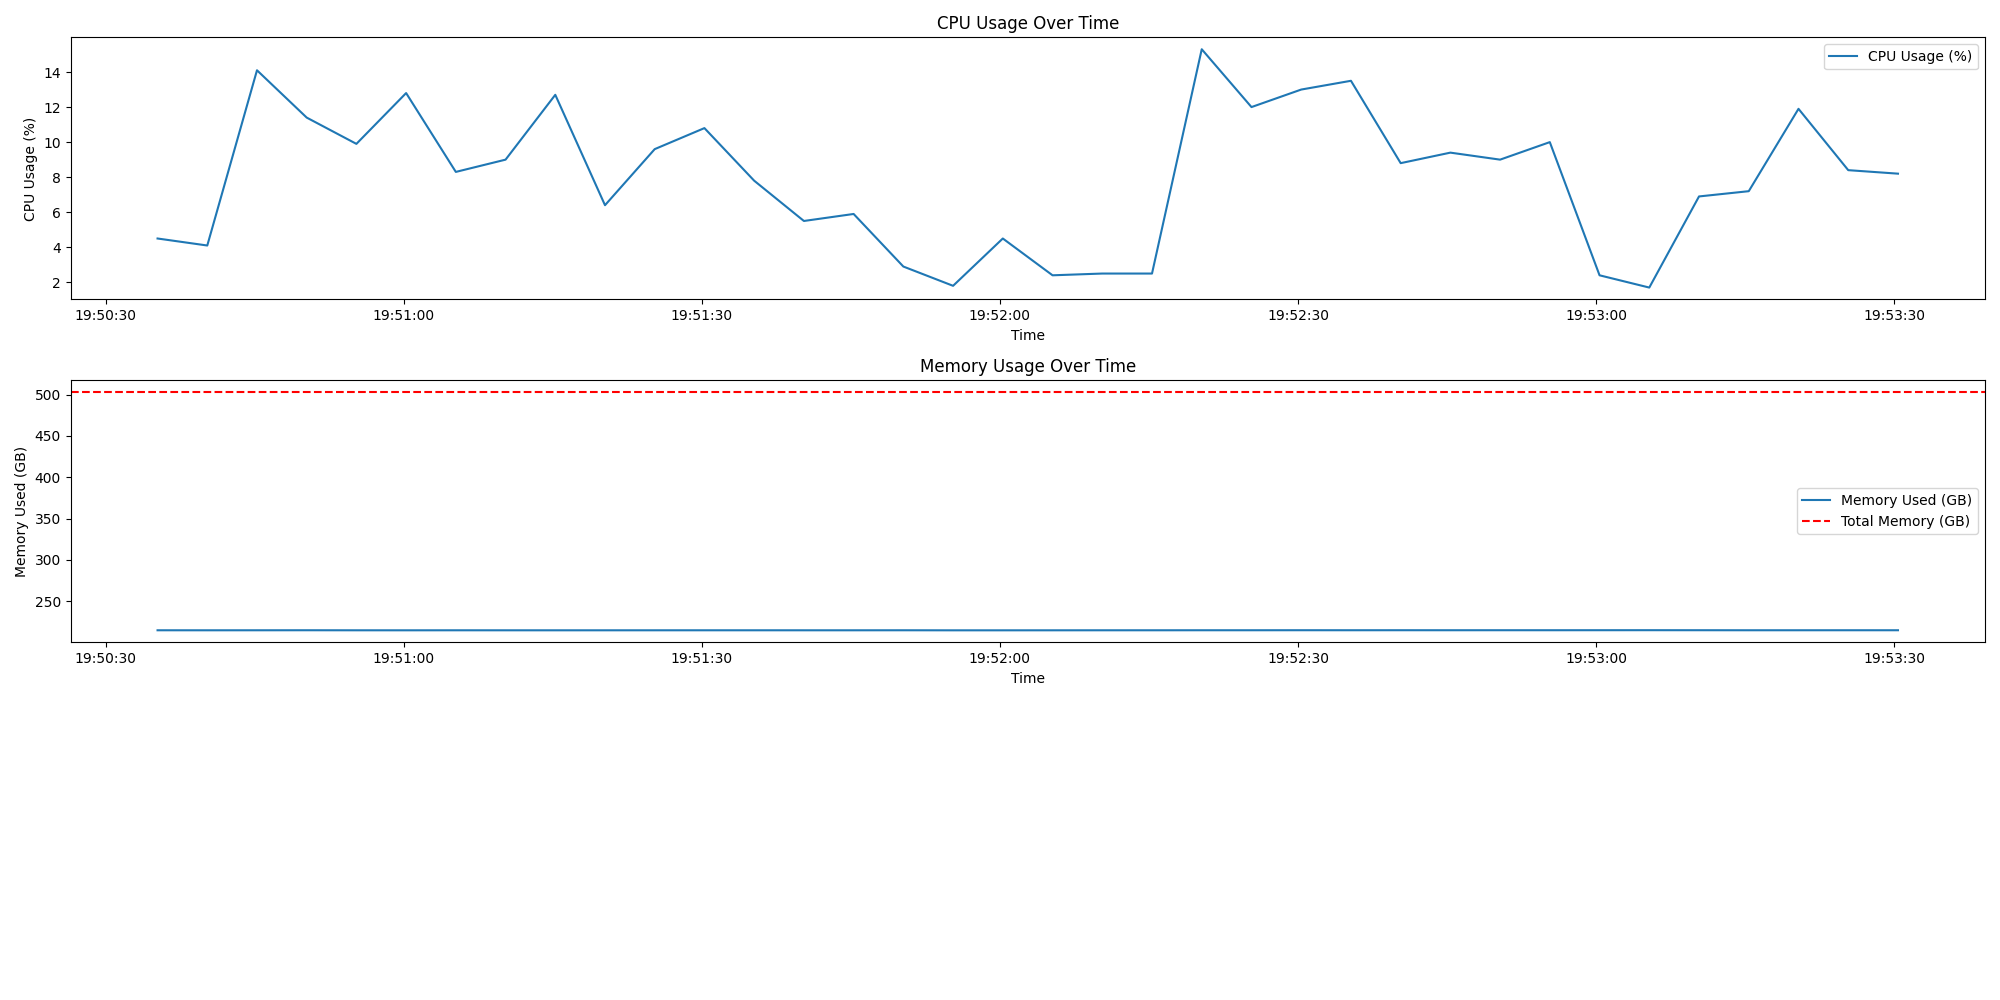 CPU Usage Over Time
CPU Usage (%)
CPU Usage (%)
14
12
10
8
6
4
2
19:50:30 19:51:00 19:51:30 19:52:00 19:52:30 19:53:00 19:53:30
Time
Memory Usage Over Time
Memory Used (GB)
500
450
400
350
300
250
Memory Used (GB)
Total Memory (GB)
19:50:30 19:51:00 19:51:30 19:52:00 19:52:30 19:53:00 19:53:30
Time